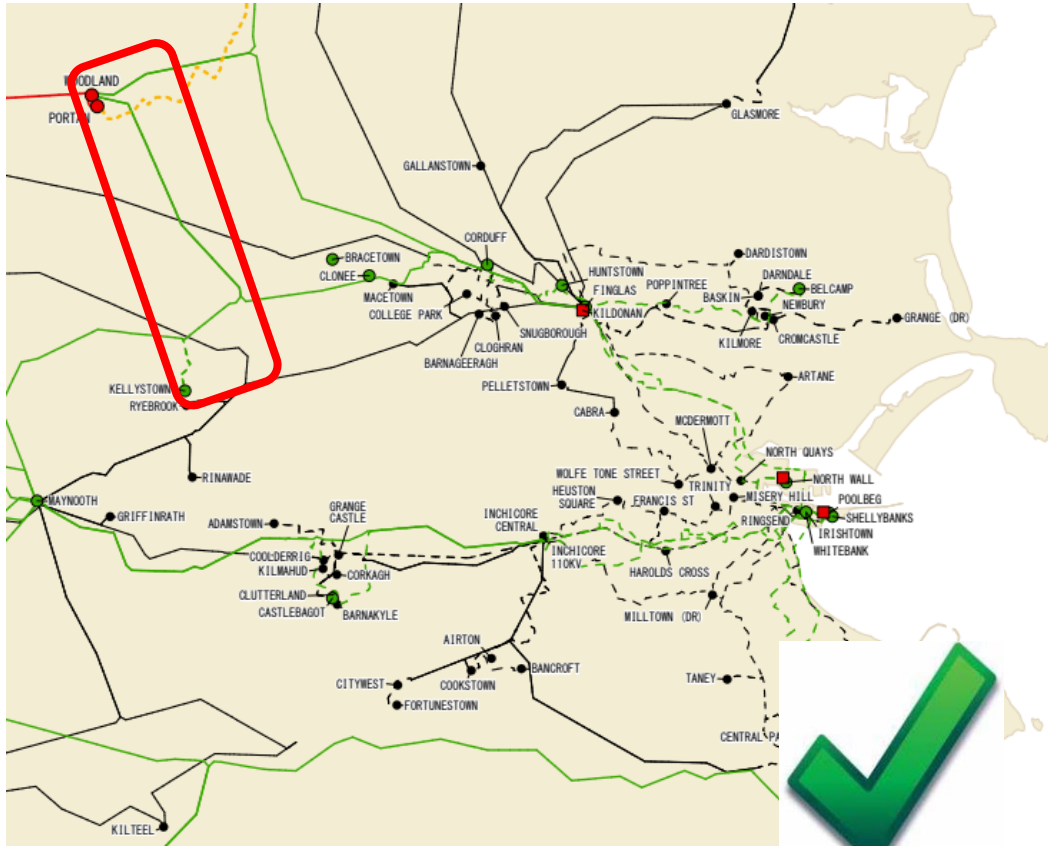 WOODLAND
PORTAN
GLASMORE
GALLANSTOWN
CORDUFF
DARDISTOWN
BRACETOWN
HUNTSTOWN
DARNDALE
CLONEE
FINGLAS
POPPINTREE
BELCAMP
MACETOWN
BASKIN
NEWBURY
COLLEGE PARK
KILDONAN
GRANGE (DR)
SNUGBOROUGH
CROMCASTLE
CLOGHRAN
KILMORE
BARNAGEERAGH
PELLETSTOWN
ARTANE
KELLYSTOWN
RYEBROOK
CABRA
MCDERMOTT
NORTH QUAYS
RINAWADE
WOLFE TONE STREET
NORTH WALL
TRINITY
HEUSTON
SQUARE
MISERY HILL
MAYNOOTH
FRANCIS ST
POOLBEG
GRANGE
CASTLE
GRIFFINRATH
RINGSEND
SHELLYBANKS
ADAMSTOWN
INCHICORE
CENTRAL
IRISHTOWN
WHITEBANK
INCHICORE
110KV
COOLDERRIG
KILMAHUD
CORKAGH
HAROLDS CROSS
CLUTTERLAND
CASTLEBAGOT
BARNAKYLE
MILLTOWN (DR)
AIRTON
BANCROFT
CITYWEST
COOKSTOWN
TANEY
FORTUNESTOWN
CENTRAL PA
KILTEEL